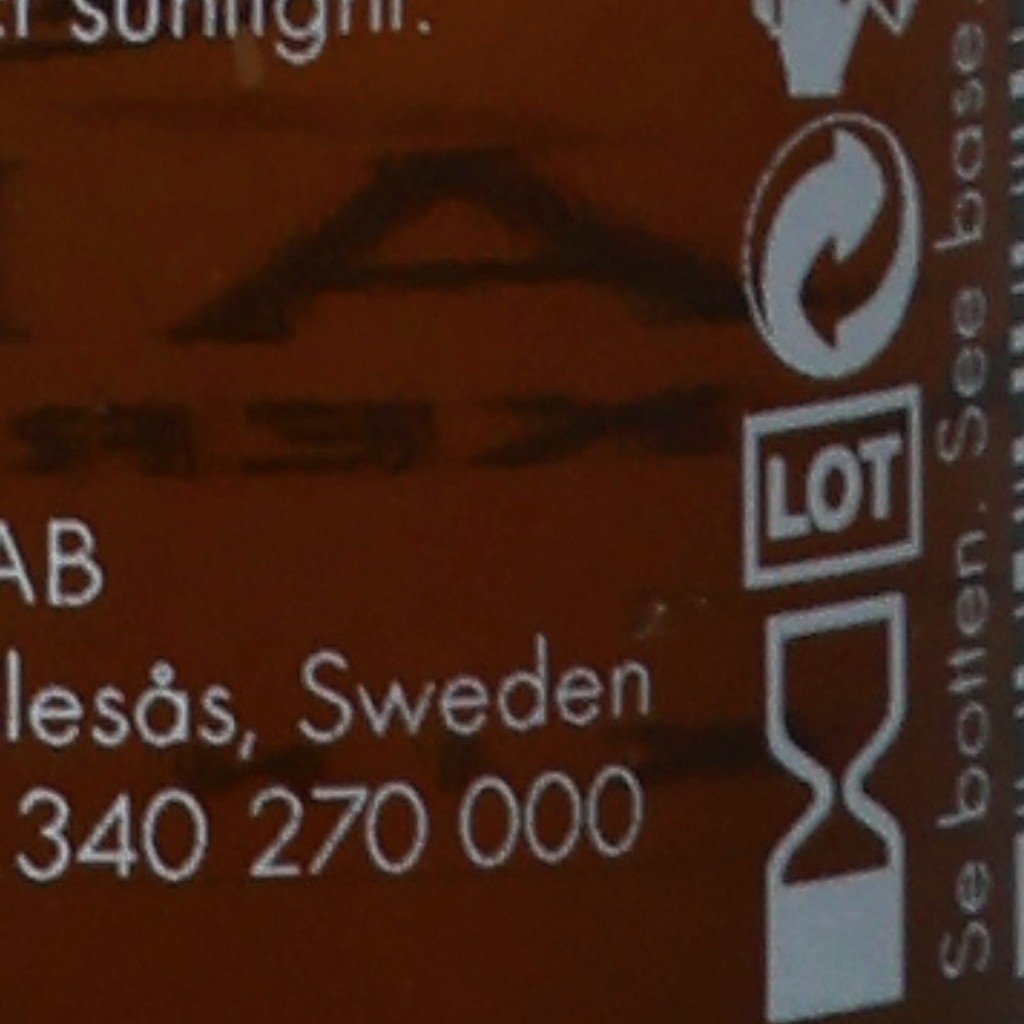 sunlight.
AB
lesås, Sweden
340 270 000
LOT
Se botten. See base.